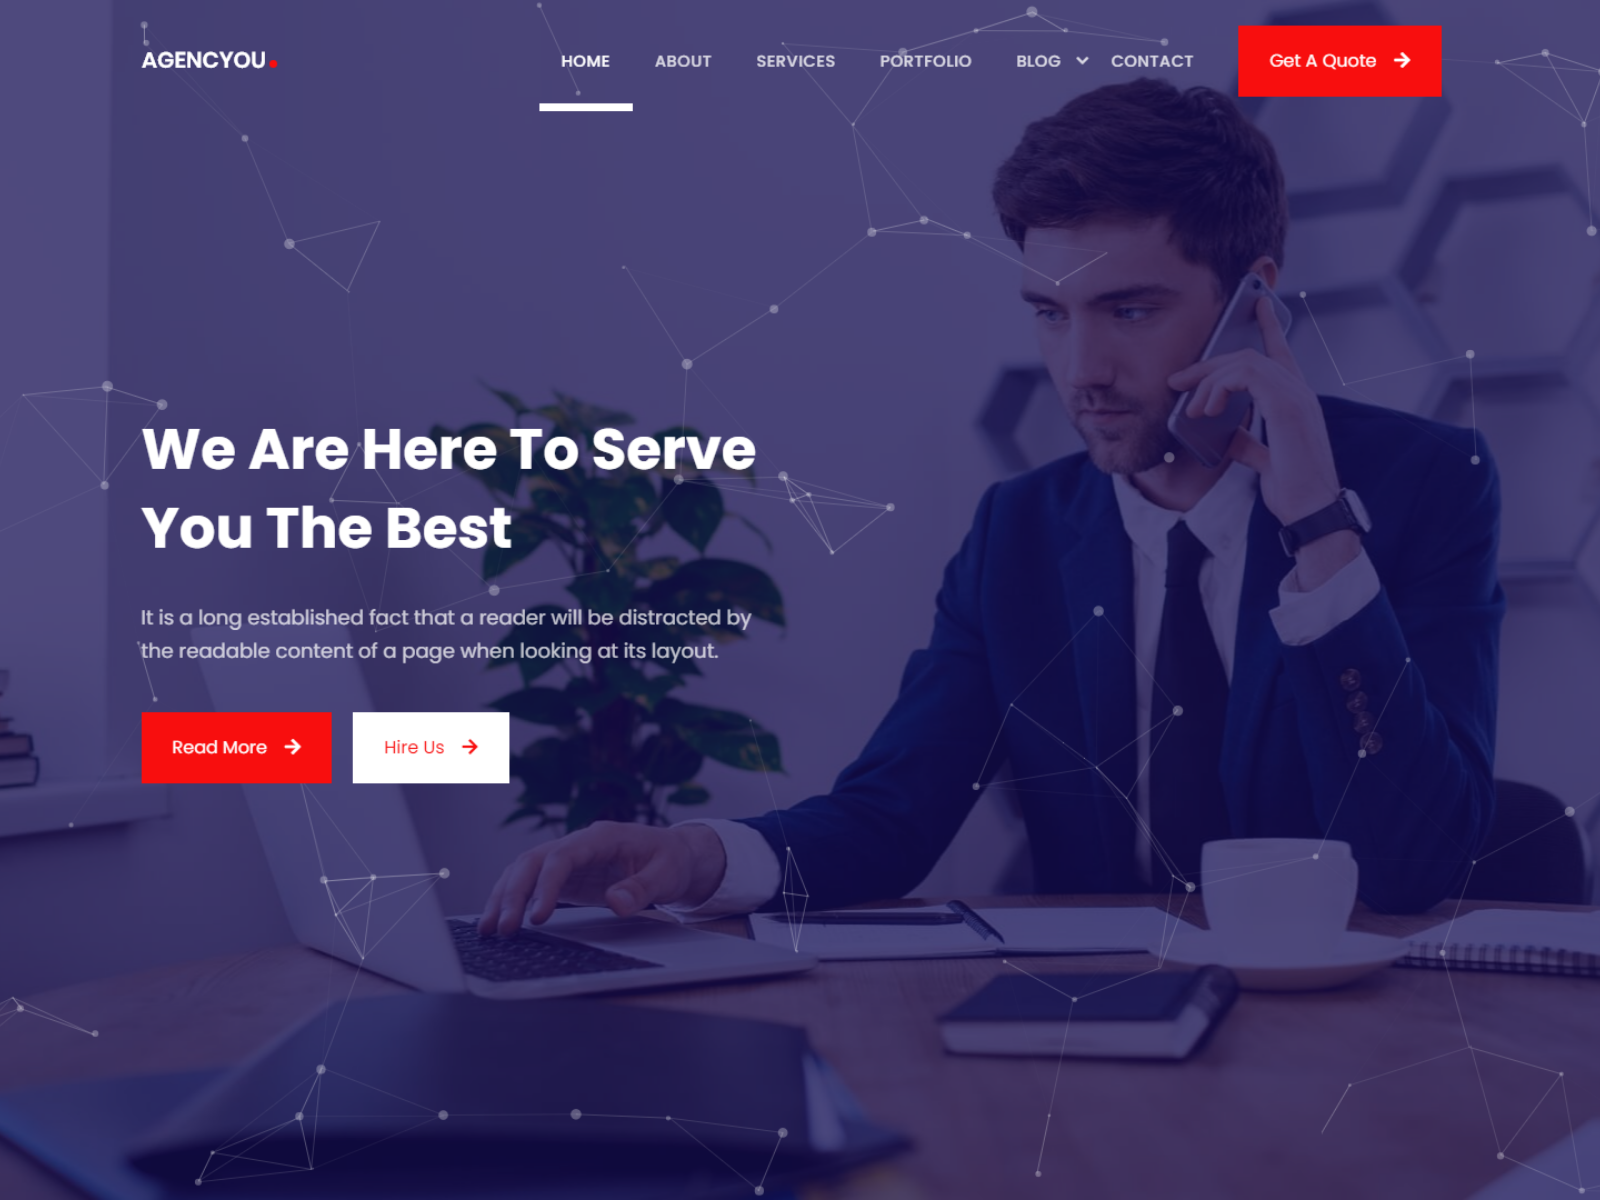 AGENCYOU.
HOME ABOUT SERVICES PORTFOLIO BLOG CONTACT Get A Quote
We Are Here To Serve
You The Best
It is a long established fact that a reader will be distracted by
the readable content of a page when looking at its layout.
Read More Hire Us